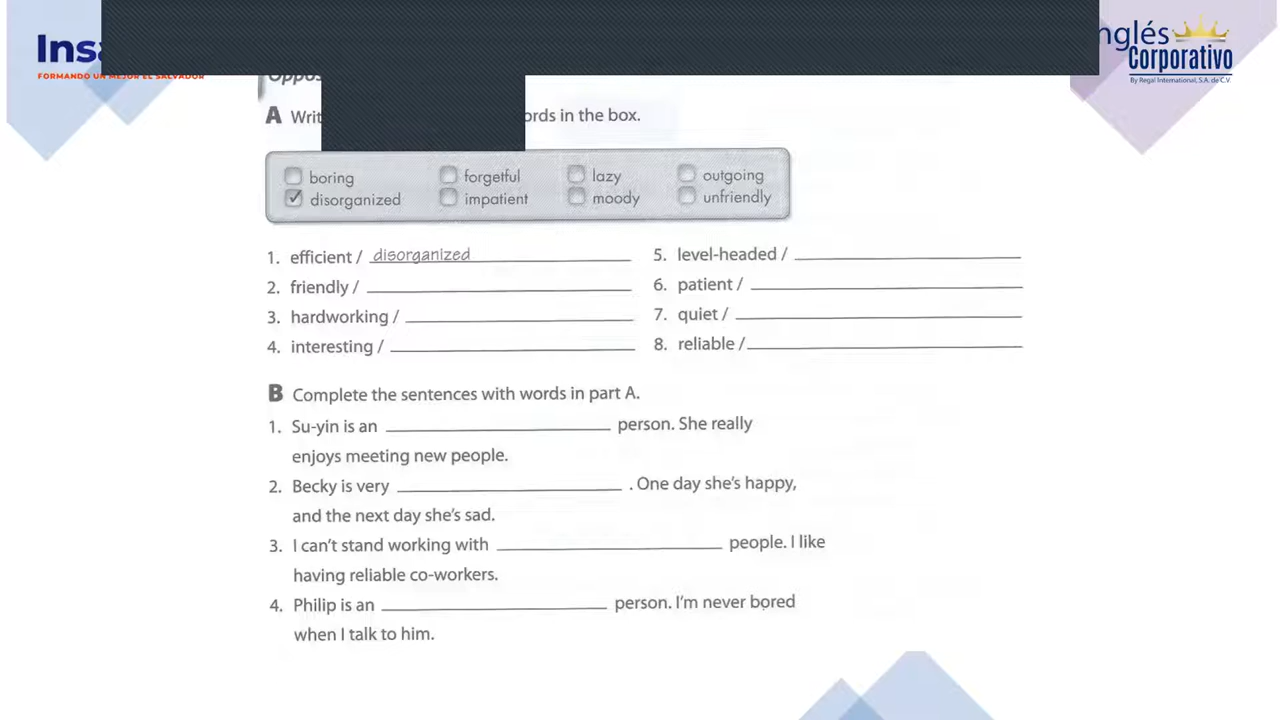 FORMANDO UN MEJOR EL SALVADOR
Corporativo
By Regal International, S.A. de C.V.
A
words in the box.
boring forgetful lazy outgoing
disorganized impatient moody unfriendly
1. efficient / disorganized
2. friendly /
3. hardworking /
4. interesting /
5. level-headed /
6. patient /
7. quiet /
8. reliable /
B Complete the sentences with words in part A.
1. Su-yin is an person. She really
enjoys meeting new people.
2. Becky is very . One day she's happy,
and the next day she's sad.
3. I can't stand working with people. I like
having reliable co-workers.
4. Philip is an person. I'm never bored
when I talk to him.